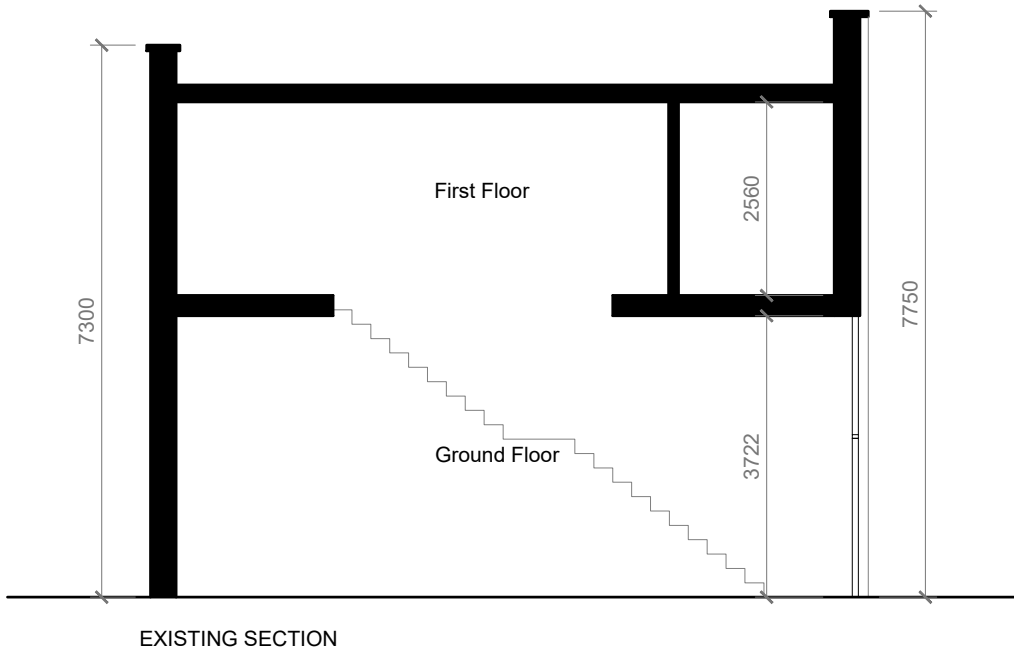 First Floor
2560
7300
7750
Ground Floor
3722
EXISTING SECTION